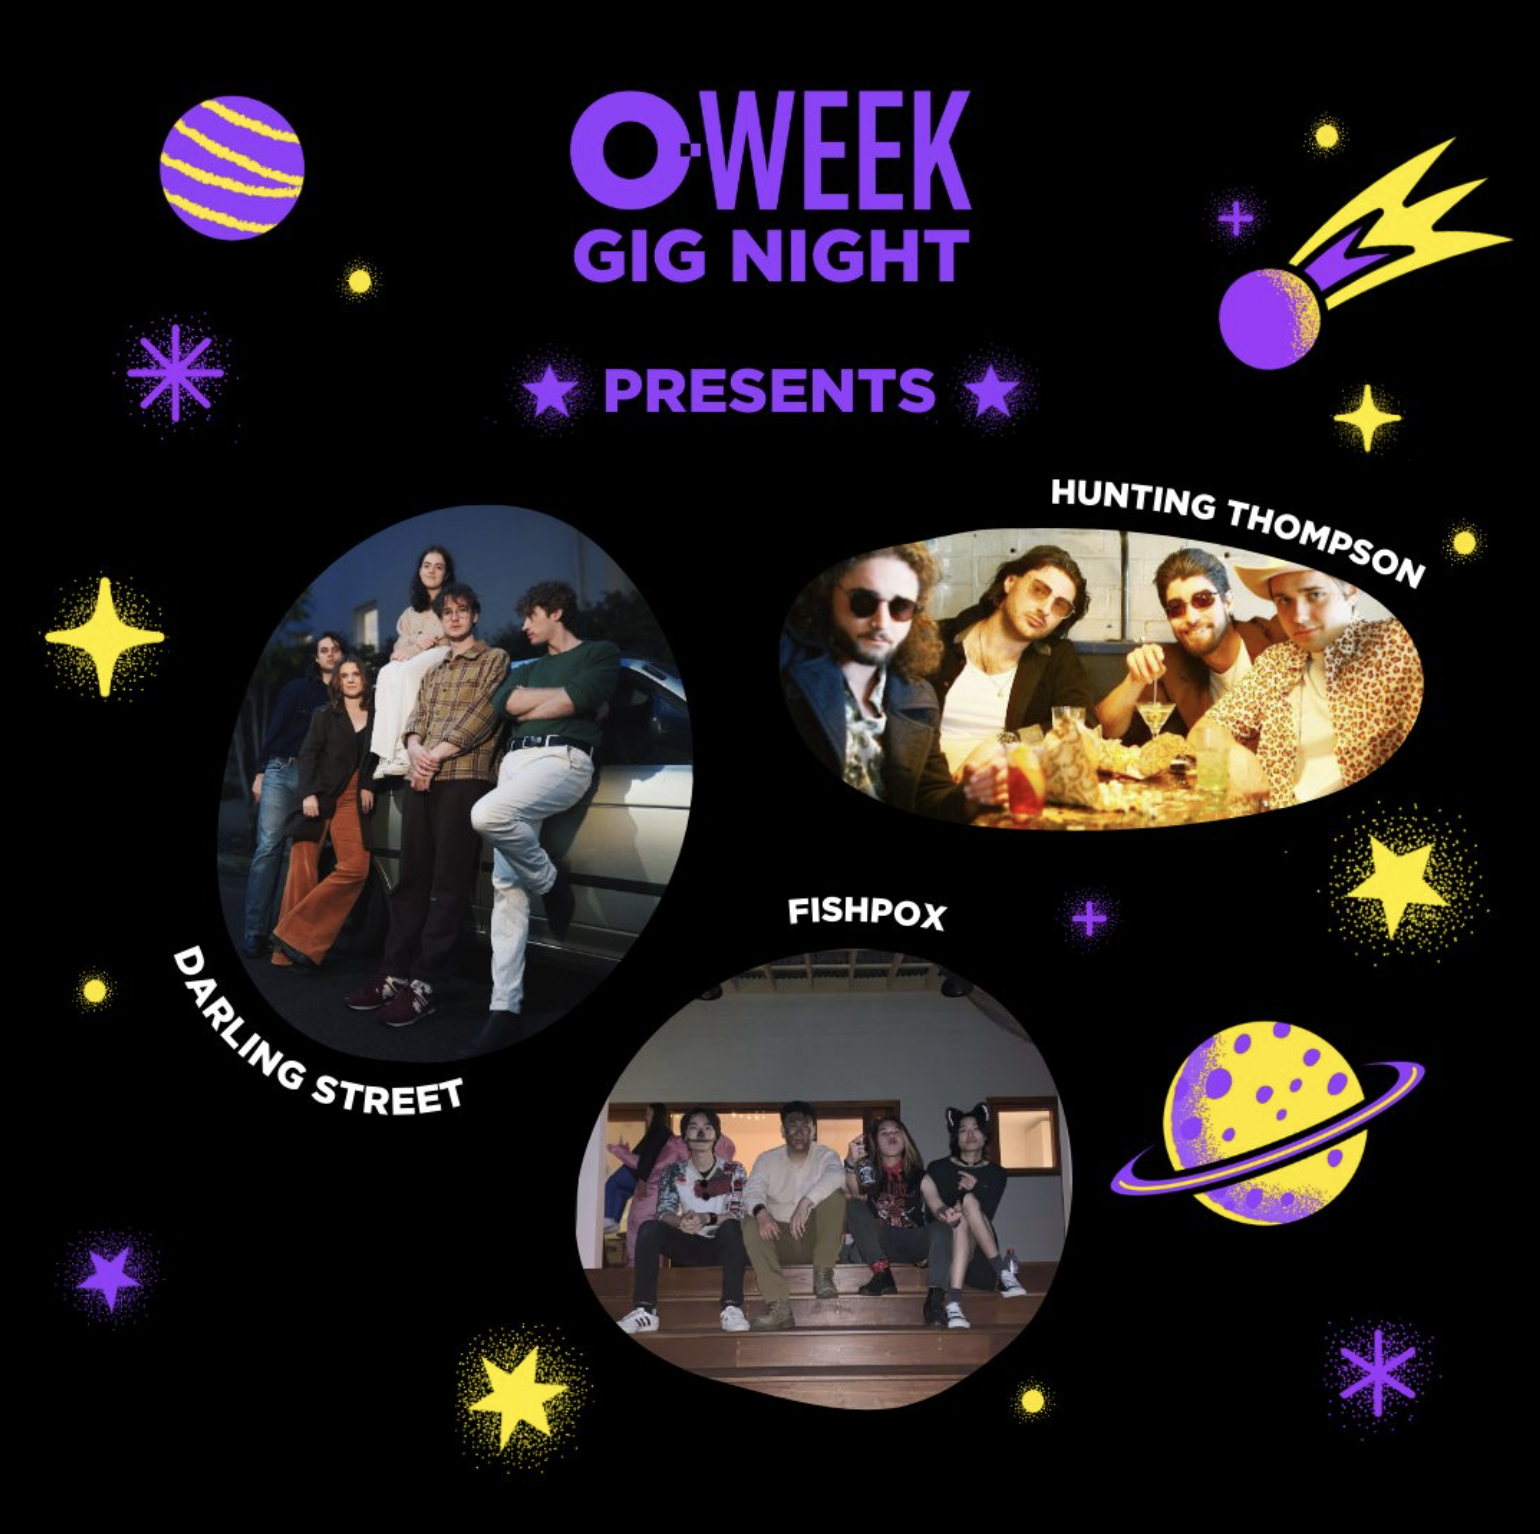 O-WEEK
GIG NIGHT
PRESENTS
HUNTING THOMPSON
DARLING STREET
FISHPOX